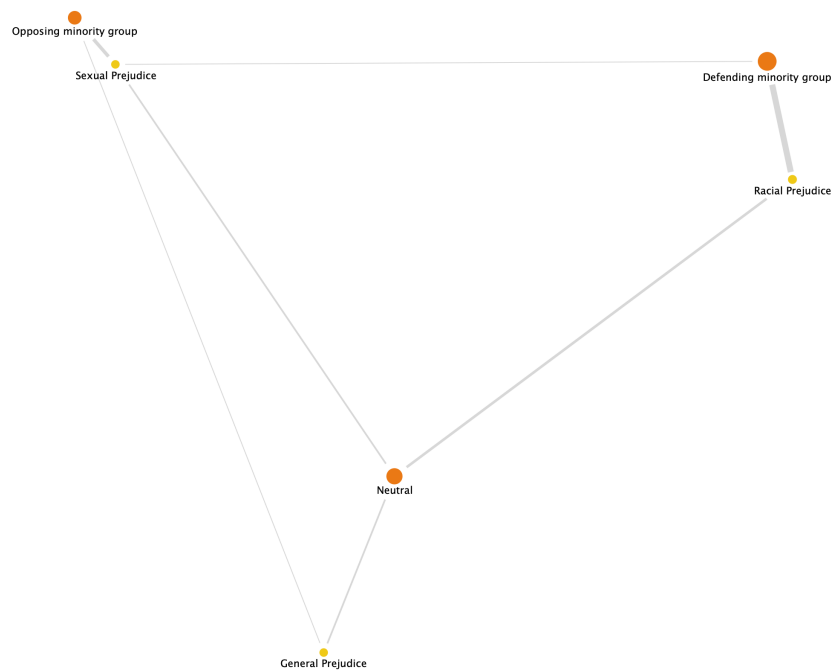 Opposing minority group
Sexual Prejudice
Defending minority group
Racial Prejudice
Neutral
General Prejudice